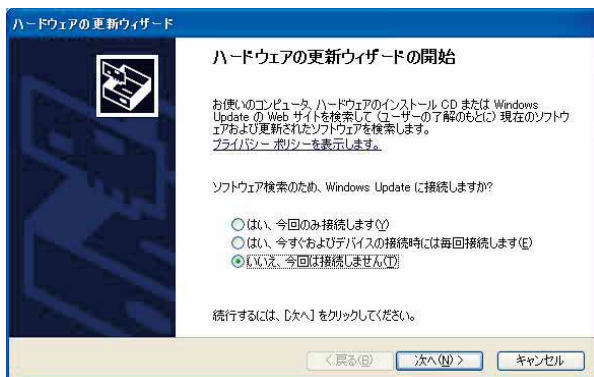 ハードウェアの更新ウィザード
ハードウェアの更新ウィザードの開始
お使いのコンピュータ、ハードウェアのインストール CD または Windows
Update の Web サイトを検索して (ユーザーの了解のもとに) 現在のソフトウ
ェアおよび更新されたソフトウェアを検索します。
プライバシー ポリシーを表示します。
ソフトウェア検索のため、Windows Update に接続しますか?
はい、今回のみ接続します(Y)
はい、今すぐおよびデバイスの接続時には毎回接続します(E)
いいえ、今回は接続しません(T)
続行するには、[次へ] をクリックしてください。
< 戻る(B) 次へ(N) > キャンセル